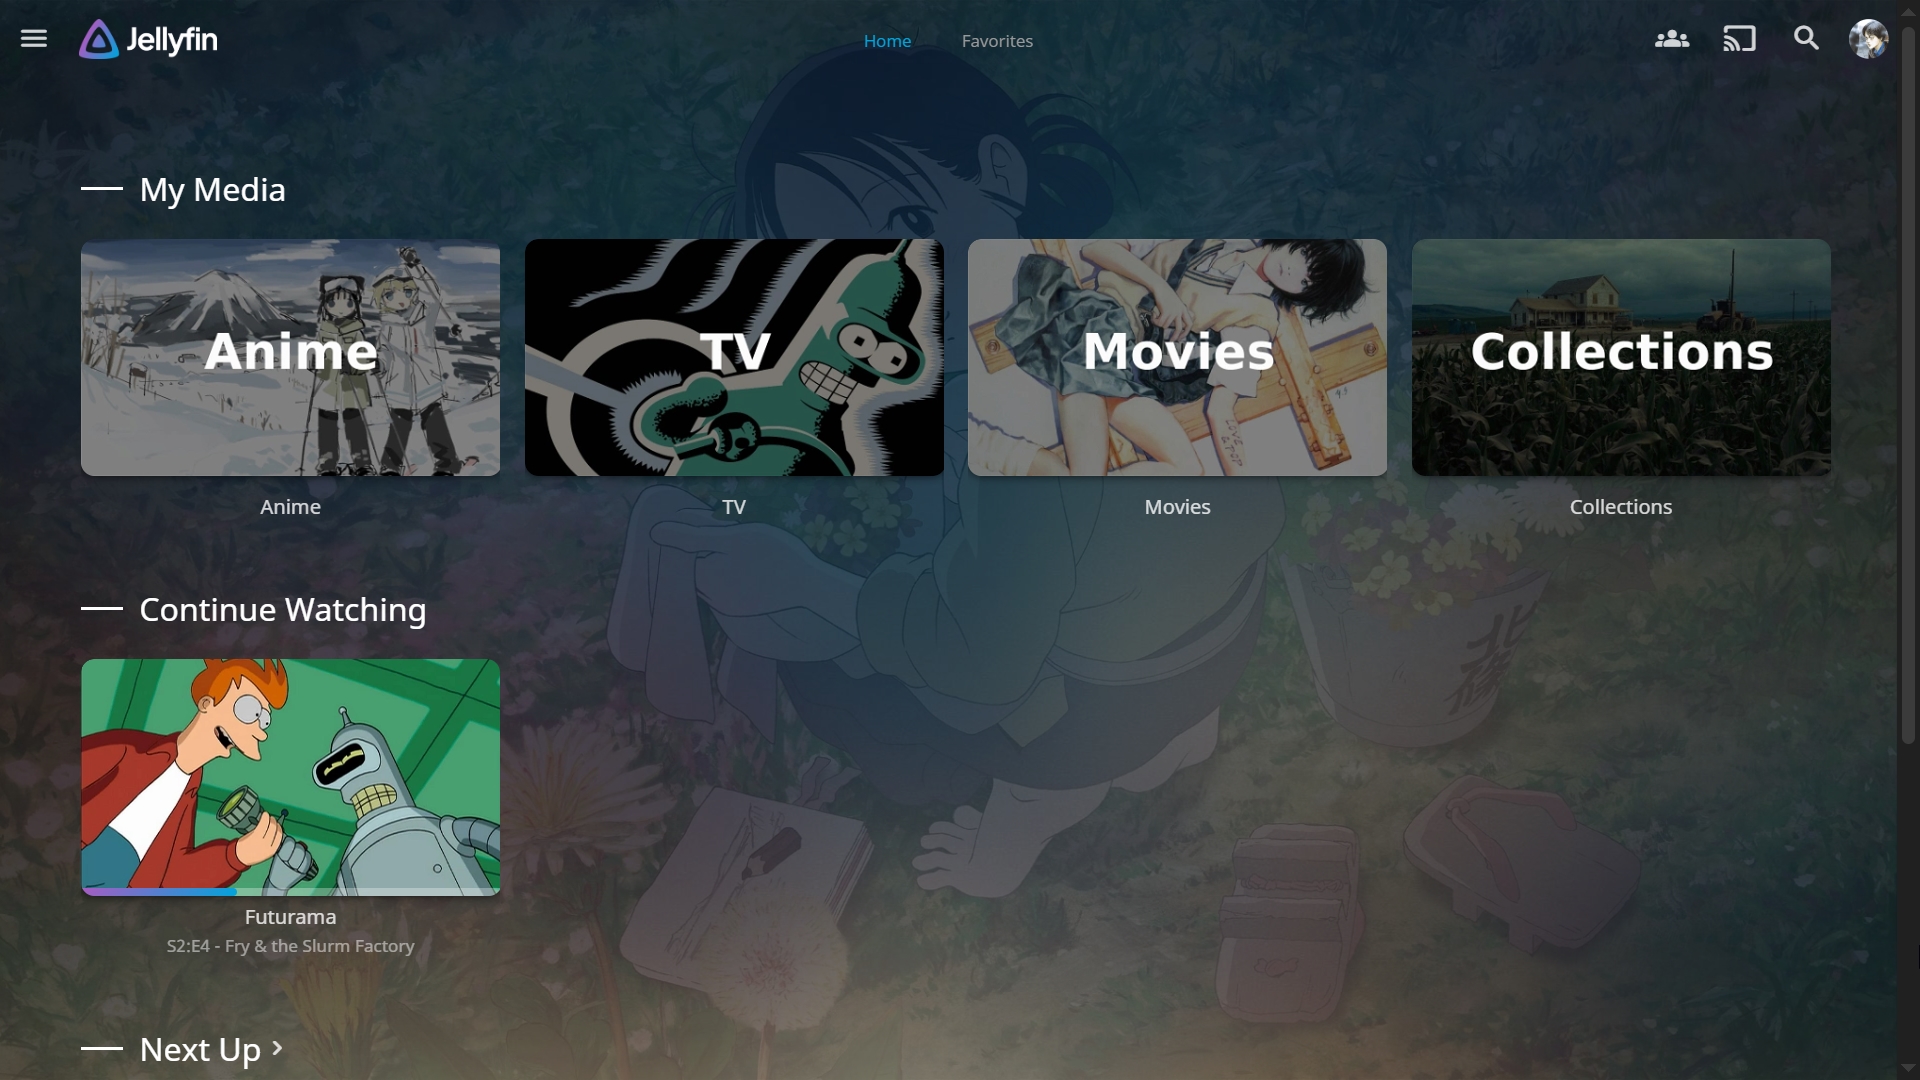 Jellyfin
Home
Favorites
My Media
Anime
TV
Movies
Collections
Anime
TV
Movies
Collections
Continue Watching
Futurama
S2:E4 - Fry & the Slurm Factory
Next Up